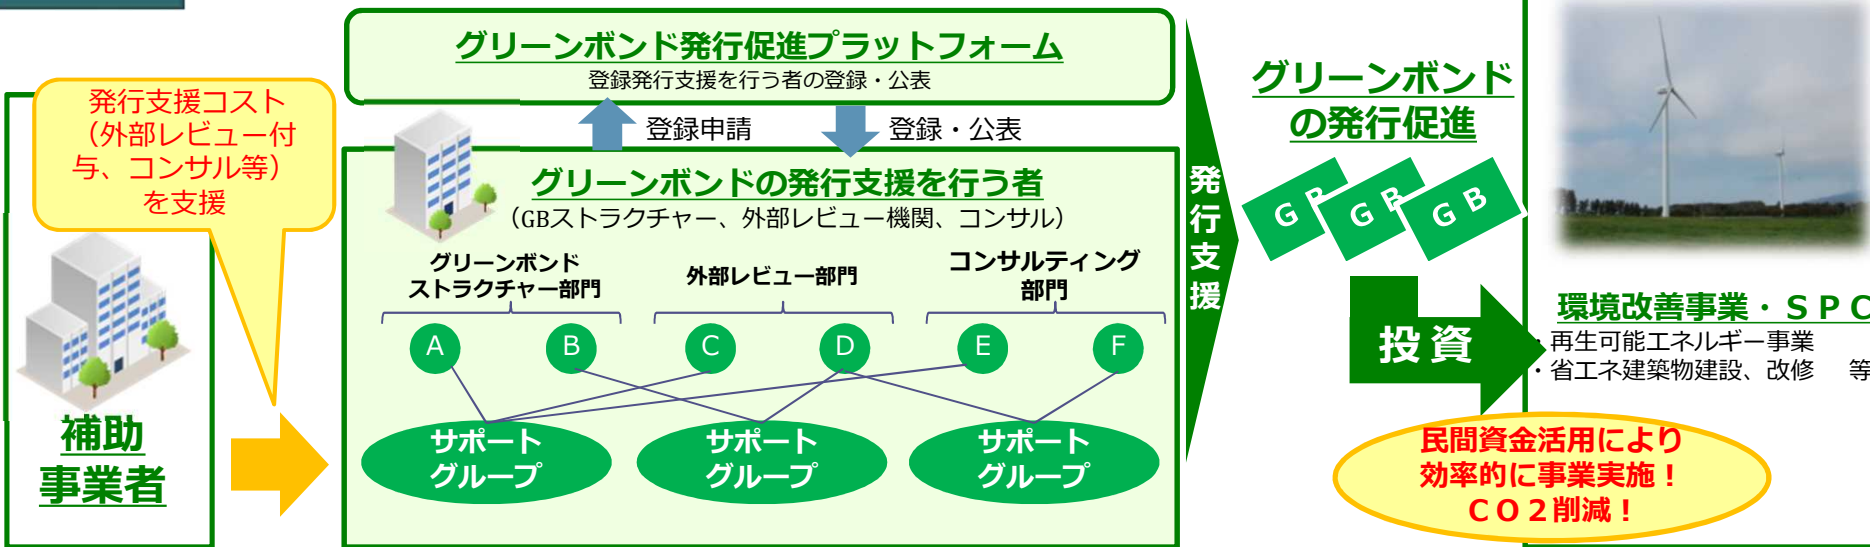 グリーンボンド発行促進プラットフォーム
登録発行支援を行う者の登録・公表
発行支援コスト
（外部レビュー付
与、コンサル等）
を支援
補助
事業者
登録申請
登録・公表
グリーンボンドの発行支援を行う者
（GBストラクチャー、外部レビュー機関、コンサル）
グリーンボンド
ストラクチャー部門
外部レビュー部門
コンサルティング
部門
A
B
C
D
E
F
サポート
グループ
サポート
グループ
サポート
グループ
発行支援
グリーンボンド
の発行促進
ＧＢ
ＧＢ
ＧＢ
投資
環境改善事業・ＳＰＣ
・再生可能エネルギー事業
・省エネ建築物建設、改修　等
民間資金活用により
効率的に事業実施！
ＣＯ２削減！